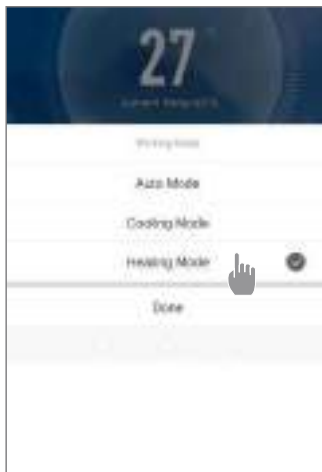 27
Working Mode
Auto Mode
Cooling Mode
Heating Mode
Done